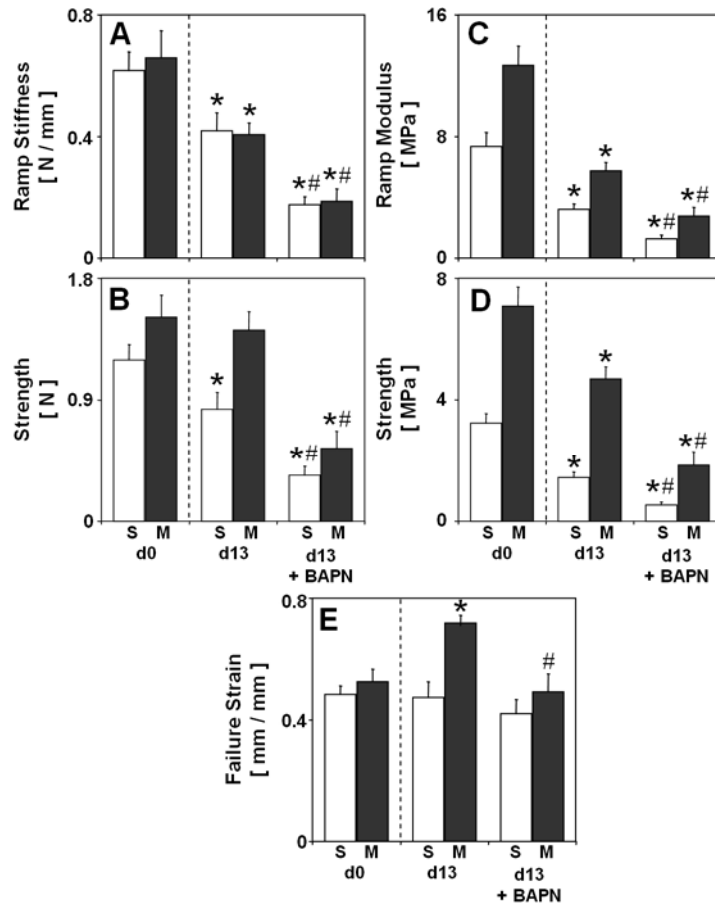 A
Ramp Stiffness
[ N / mm ]
0.8
0.4
0
* *
*# *#
C
Ramp Modulus
[ MPa ]
16
8
0
* *
*# *#
B
Strength
[ N ]
1.8
0.9
0
*
*# *#
S M S M S M
d0 d13 d13
+ BAPN
D
Strength
[ MPa ]
8
4
0
* *
*# *#
S M S M S M
d0 d13 d13
+ BAPN
E
Failure Strain
[ mm / mm ]
0.8
0.4
0
*
#
S M S M S M
d0 d13 d13
+ BAPN